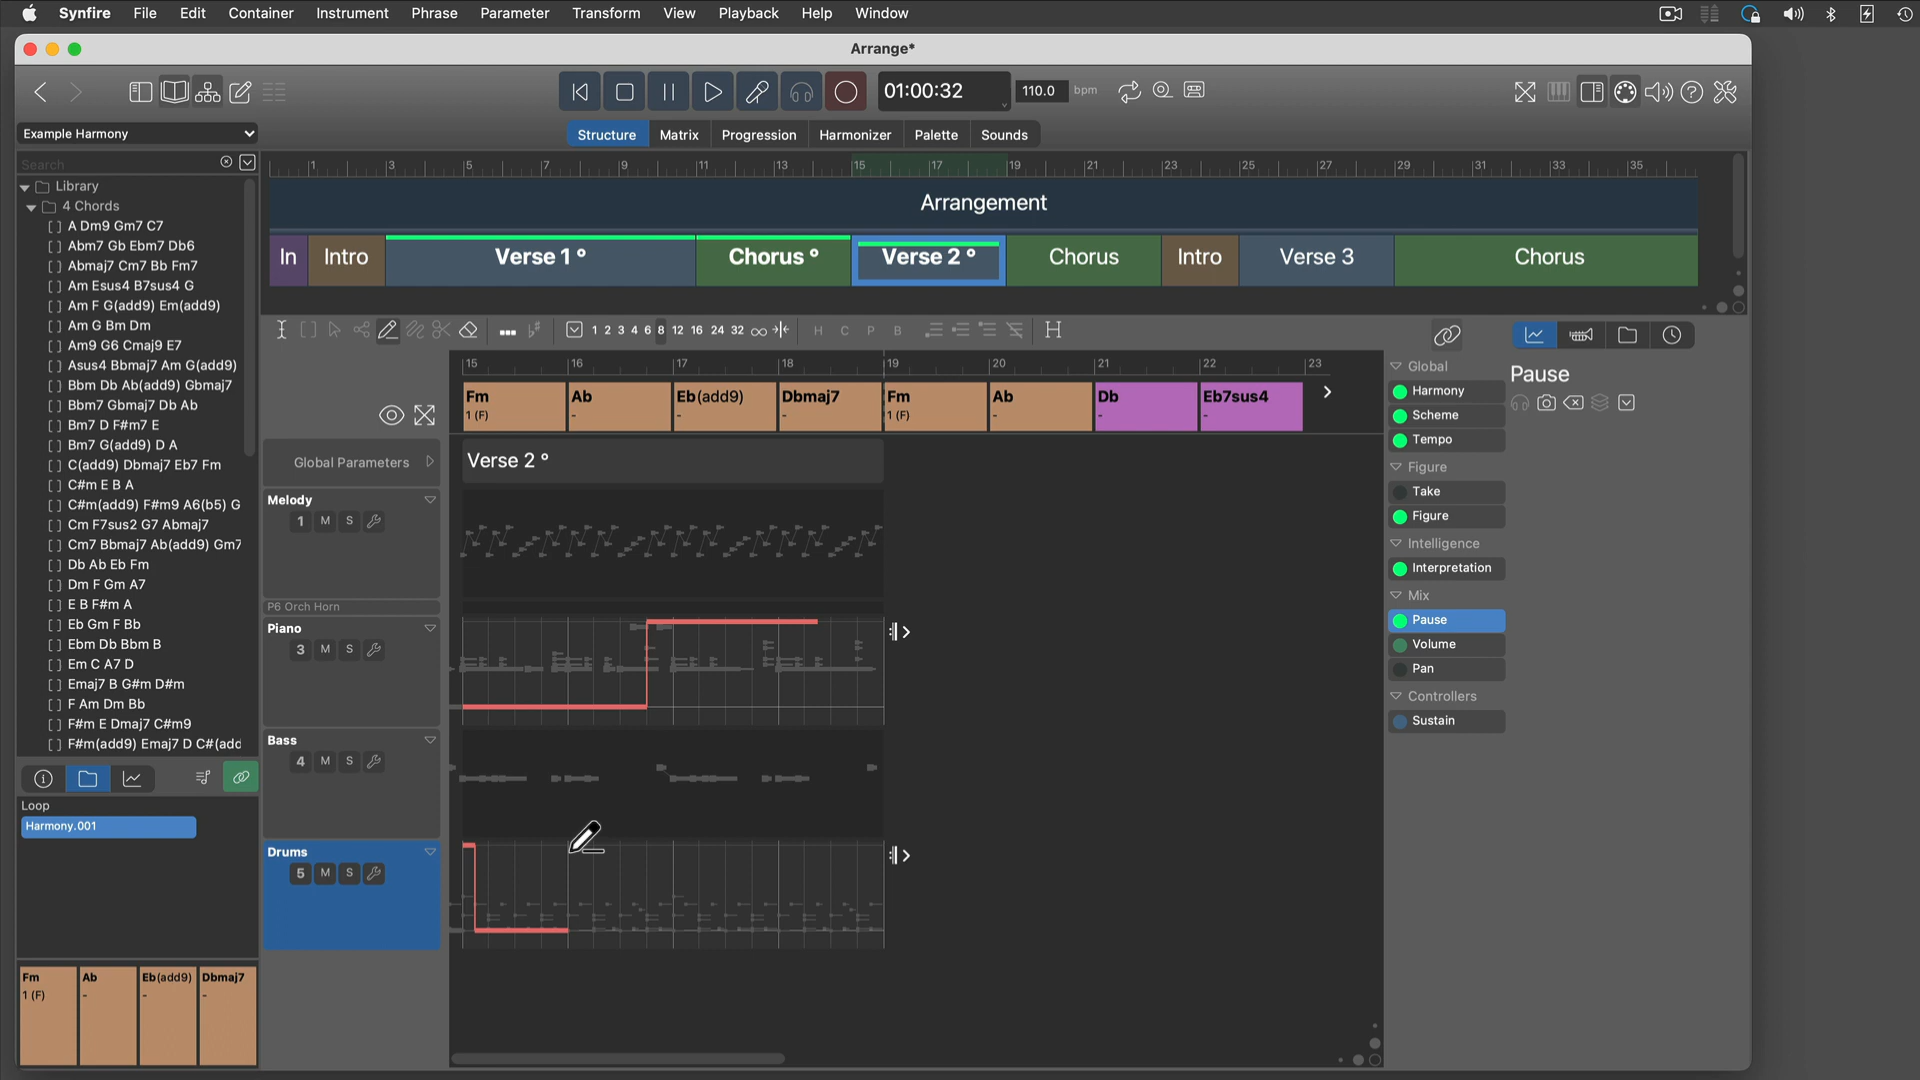 Synfire File Edit Container Instrument Phrase Parameter Transform View Playback Help Window
Arrange*
01:00:32 110.0 bpm
Example Harmony
Structure Matrix Progression Harmonizer Palette Sounds
Search
Library
4 Chords
A Dm9 Gm7 C7
Abm7 Gb Ebm7 Db6
Abmaj7 Cm7 Bb Fm7
Am Esus4 B7sus4 G
Am F G(add9) Em(add9)
Am G Bm Dm
Am9 G6 Cmaj9 E7
Asus4 Bbmaj7 Am G(add9)
Bbm Db Ab(add9) Gbmaj7
Bbm7 Gbmaj7 Db Ab
Bm7 D F#m7 E
Bm7 G(add9) D A
C(add9) Dbmaj7 Eb7 Fm
C#m E B A
C#m(add9) F#m9 A6(b5) G
Cm F7sus2 G7 Abmaj7
Cm7 Bbmaj7 Ab(add9) Gm7
Db Ab Eb Fm
Dm F Gm A7
E B F#m A
Eb Gm F Bb
Ebm Db Bbm B
Em C A7 D
Emaj7 B G#m D#m
F Am Dm Bb
F#m E Dmaj7 C#m9
F#m(add9) Emaj7 D C#(add
Loop
Harmony.001
Fm Ab Eb(add9) Dbmaj7
1 (F) - - -
1 3 5 7 9 11 13 15 17 19 21 23 25 27 29 31 33 35
Arrangement
In Intro Verse 1 ° Chorus ° Verse 2 ° Chorus Intro Verse 3 Chorus
1 2 3 4 6 8 12 16 24 32 ∞ H C P B
15 16 17 18 19 20 21 22 23
Fm Ab Eb(add9) Dbmaj7 Fm Ab Db Eb7sus4
1 (F) - - - 1 (F) - - -
Global Parameters
Verse 2 °
Melody
1 M S
P6 Orch Horn
Piano
3 M S
Bass
4 M S
Drums
5 M S
Global
Harmony
Scheme
Tempo
Figure
Take
Figure
Intelligence
Interpretation
Mix
Pause
Volume
Pan
Controllers
Sustain
Pause